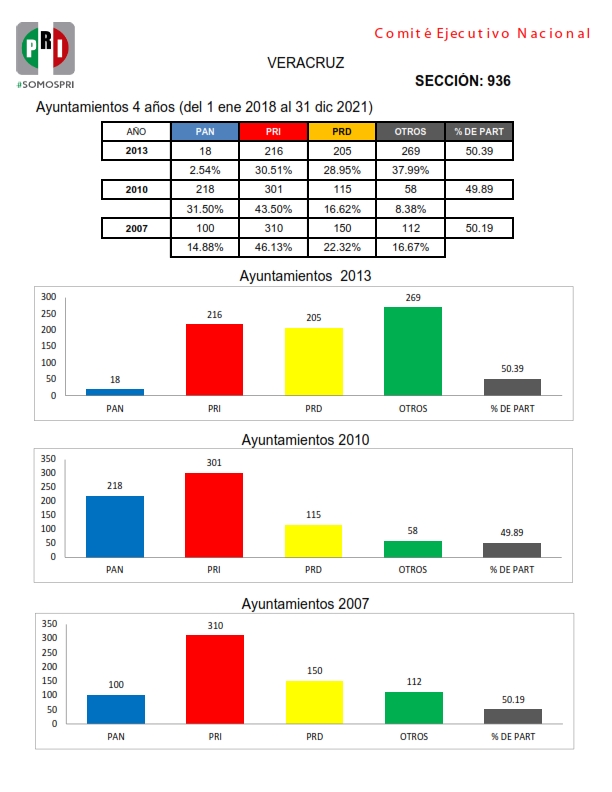 Comité Ejecutivo Nacional
PRI
#SOMOSPRI
VERACRUZ
SECCIÓN: 936
Ayuntamientos 4 años (del 1 ene 2018 al 31 dic 2021)
AÑO PAN PRI PRD OTROS % DE PART
2013 18 216 205 269 50.39
2.54% 30.51% 28.95% 37.99%
2010 218 301 115 58 49.89
31.50% 43.50% 16.62% 8.38%
2007 100 310 150 112 50.19
14.88% 46.13% 22.32% 16.67%
Ayuntamientos 2013
300
250
200
150
100
50
0
18 216 205 269 50.39
PAN PRI PRD OTROS % DE PART
Ayuntamientos 2010
350
300
250
200
150
100
50
0
218 301 115 58 49.89
PAN PRI PRD OTROS % DE PART
Ayuntamientos 2007
350
300
250
200
150
100
50
0
100 310 150 112 50.19
PAN PRI PRD OTROS % DE PART